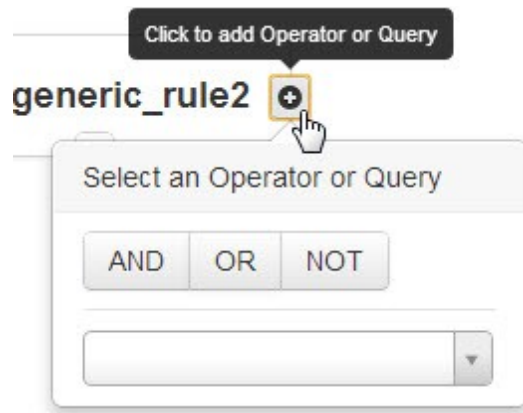 Click to add Operator or Query
generic_rule2
Select an Operator or Query
AND OR NOT